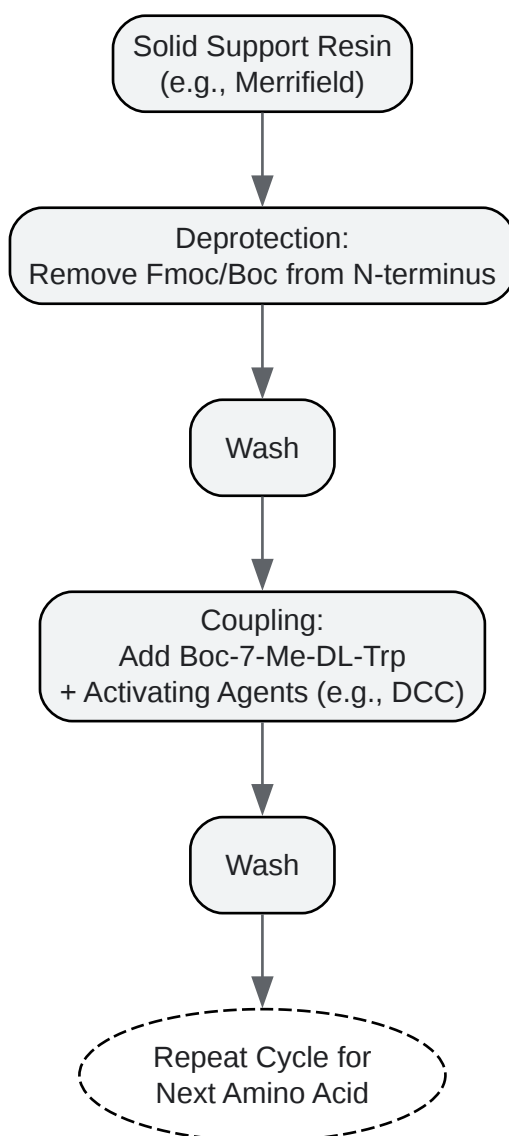 Solid Support Resin
(e.g., Merrifield)
Deprotection:
Remove Fmoc/Boc from N-terminus
Wash
Coupling:
Add Boc-7-Me-DL-Trp
+ Activating Agents (e.g., DCC)
Wash
Repeat Cycle for
Next Amino Acid